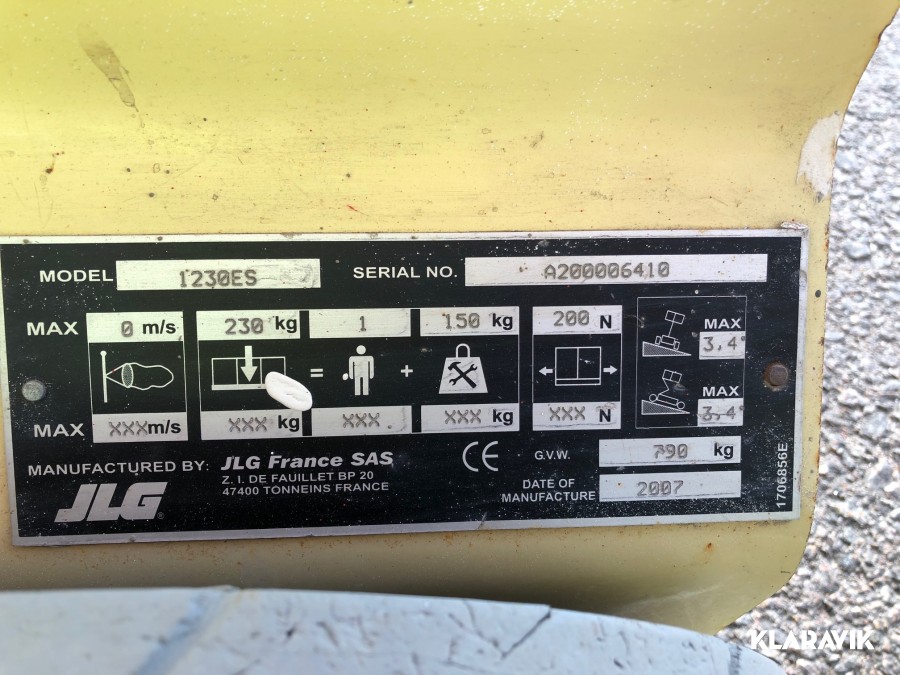 MODEL 1230ES SERIAL NO. A200006410
MAX 0 m/s 230 kg 1 150 kg 200 N
MAX 3,4°
= +
MAX 3,4°
MAX XXX m/s XXX kg XXX XXX kg XXX N
MANUFACTURED BY: JLG France SAS
Z. I. DE FAUILLET BP 20
47400 TONNEINS FRANCE
JLG®
CE
G.V.W. 790 kg
DATE OF
MANUFACTURE 2007
1706856E
KLARAVIK